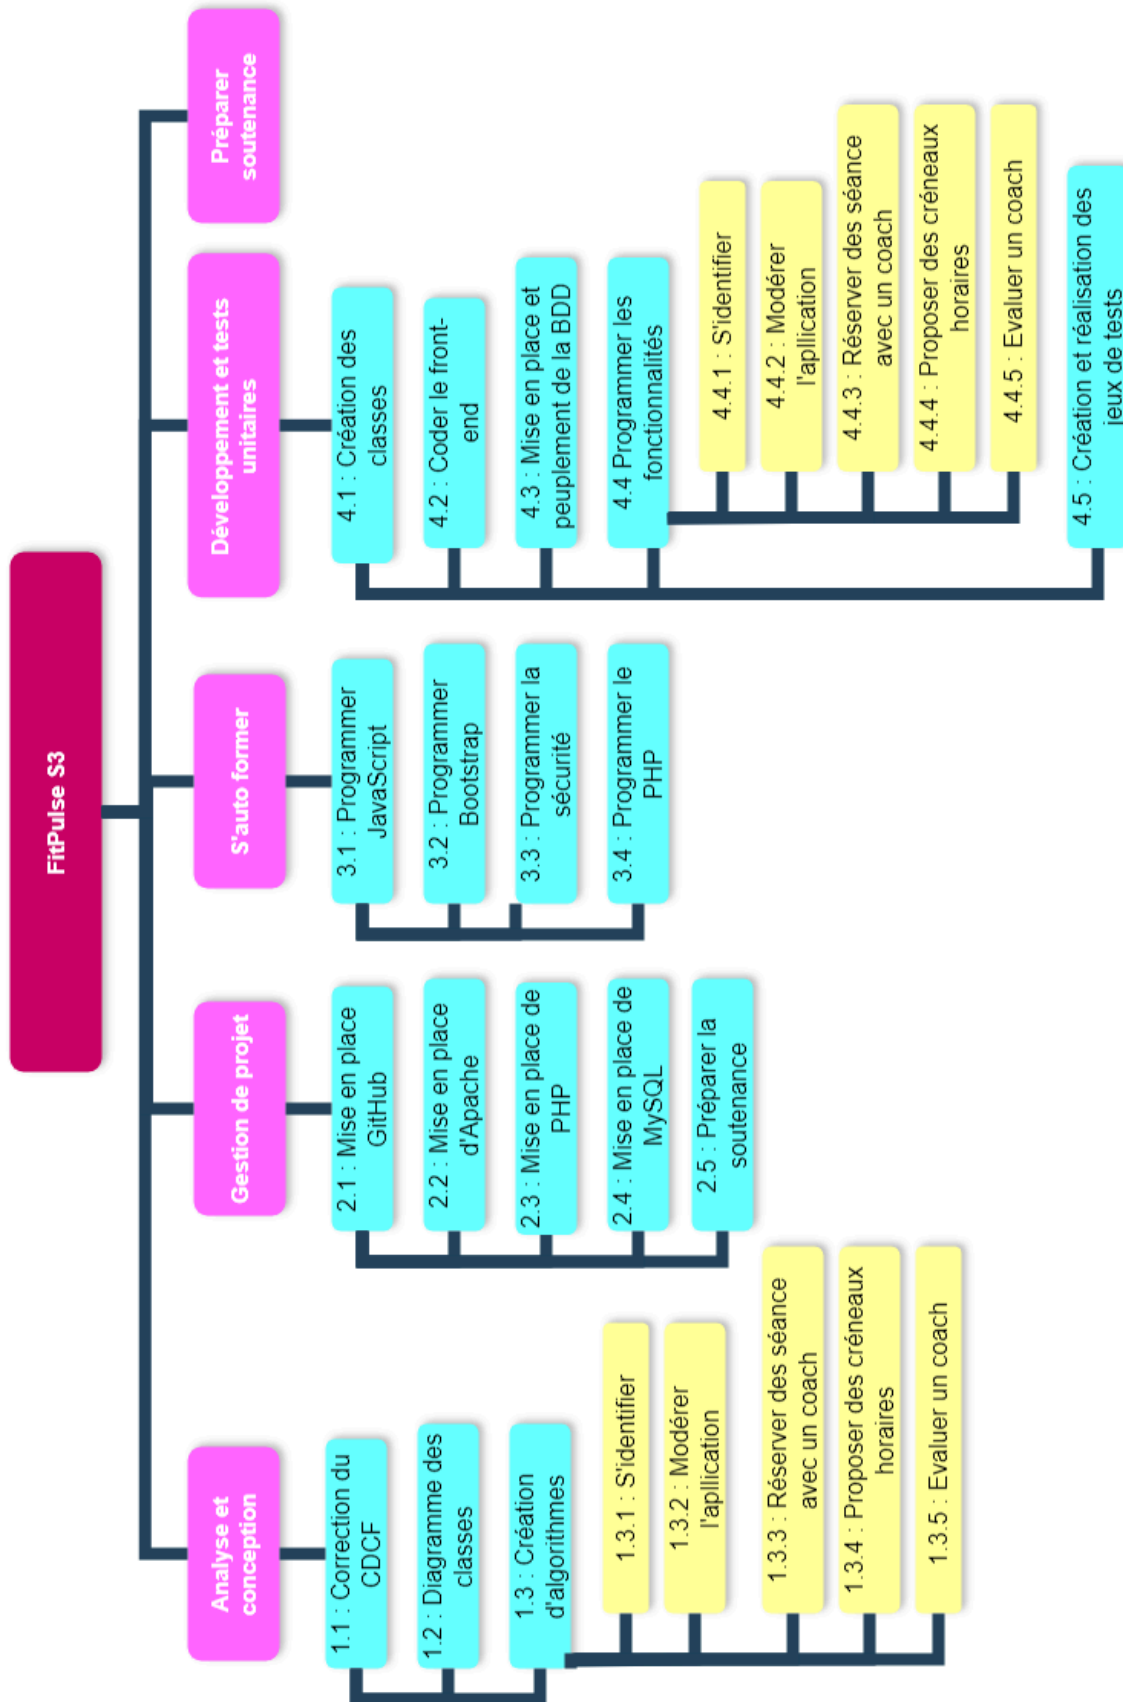 FitPulse S3
Analyse et
conception
1.1 : Correction du
CDCF
1.2 : Diagramme des
classes
1.3 : Création
d'algorithmes
1.3.1 : S'identifier
1.3.2 : Modérer
l'apllication
1.3.3 : Réserver des séance
avec un coach
1.3.4 : Proposer des créneaux
horaires
1.3.5 : Evaluer un coach
Gestion de projet
2.1 : Mise en place
GitHub
2.2 : Mise en place
d'Apache
2.3 : Mise en place de
PHP
2.4 : Mise en place de
MySQL
2.5 : Préparer la
soutenance
S'auto former
3.1 : Programmer
JavaScript
3.2 : Programmer
Bootstrap
3.3 : Programmer la
sécurité
3.4 : Programmer le
PHP
Développement et tests
unitaires
4.1 : Création des
classes
4.2 : Coder le front-
end
4.3 : Mise en place et
peuplement de la BDD
4.4 Programmer les
fonctionnalités
4.4.1 : S'identifier
4.4.2 : Modérer
l'apllication
4.4.3 : Réserver des séance
avec un coach
4.4.4 : Proposer des créneaux
horaires
4.4.5 : Evaluer un coach
4.5 : Création et réalisation des
jeux de tests
Préparer
soutenance